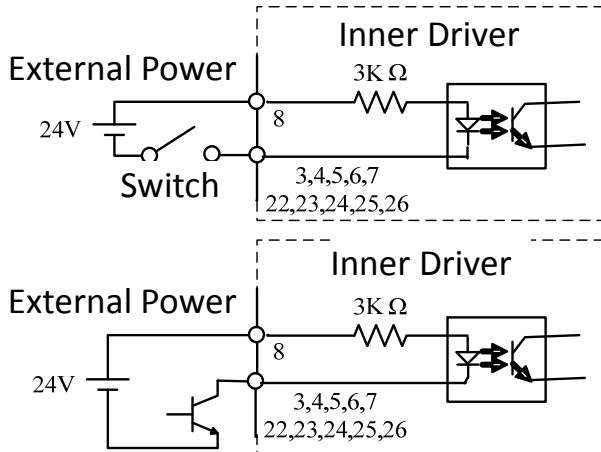 Inner Driver
External Power
3K Ω
8
24V
Switch
3,4,5,6,7
22,23,24,25,26
Inner Driver
External Power
3K Ω
8
24V
3,4,5,6,7
22,23,24,25,26